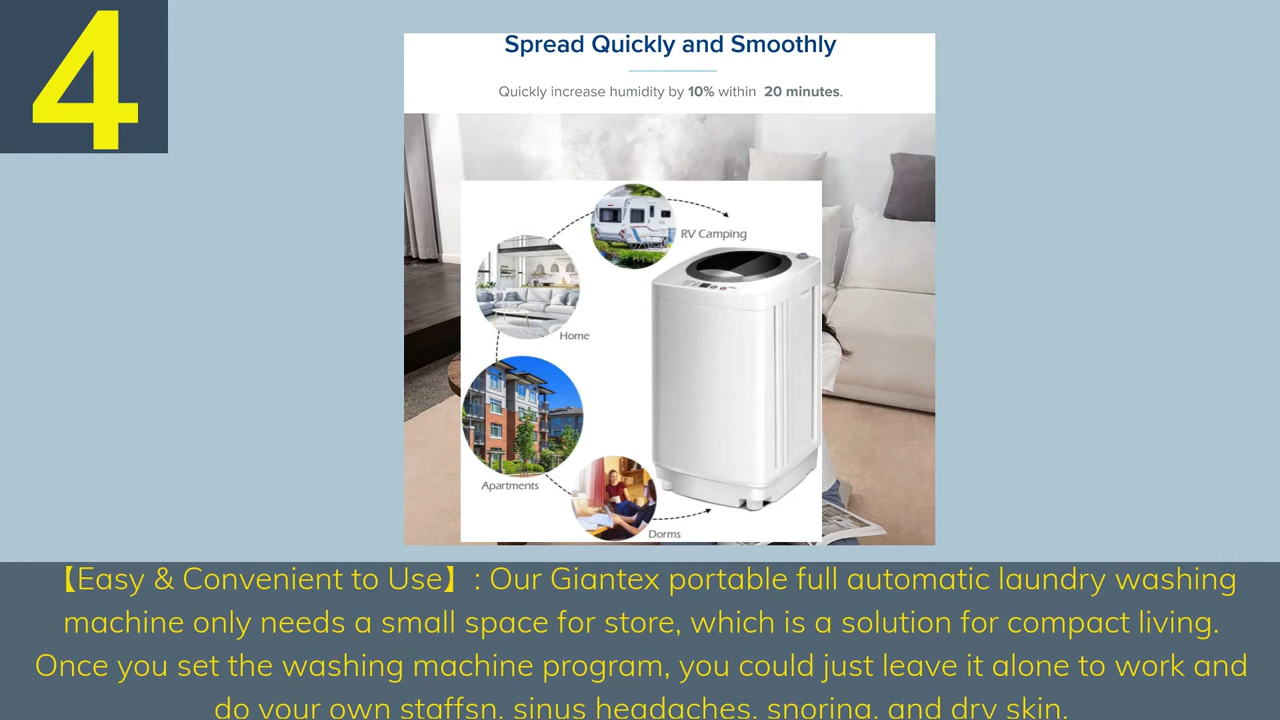 4
Spread Quickly and Smoothly
Quickly increase humidity by 10% within 20 minutes.
RV Camping
Home
Apartments
Dorms
【Easy & Convenient to Use】: Our Giantex portable full automatic laundry washing
machine only needs a small space for store, which is a solution for compact living.
Once you set the washing machine program, you could just leave it alone to work and
do your own staffsn, sinus headaches, snoring, and dry skin.